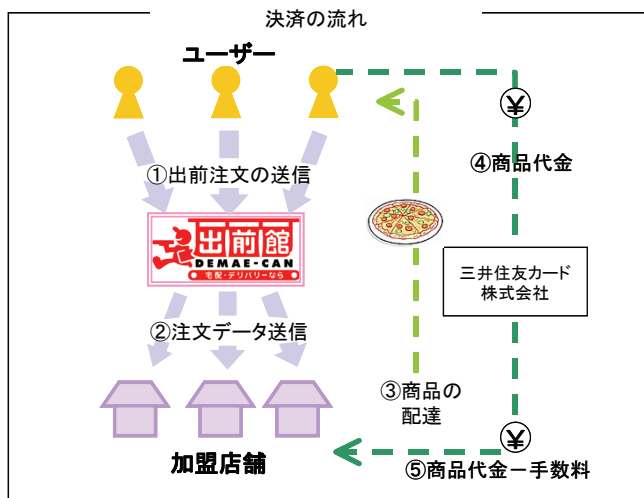 決済の流れ
ユーザー
①出前注文の送信
出前館
DEMAE-CAN
宅配・デリバリーなら
②注文データ送信
加盟店舗
③商品の
配達
¥
④商品代金
三井住友カード
株式会社
¥
⑤商品代金－手数料